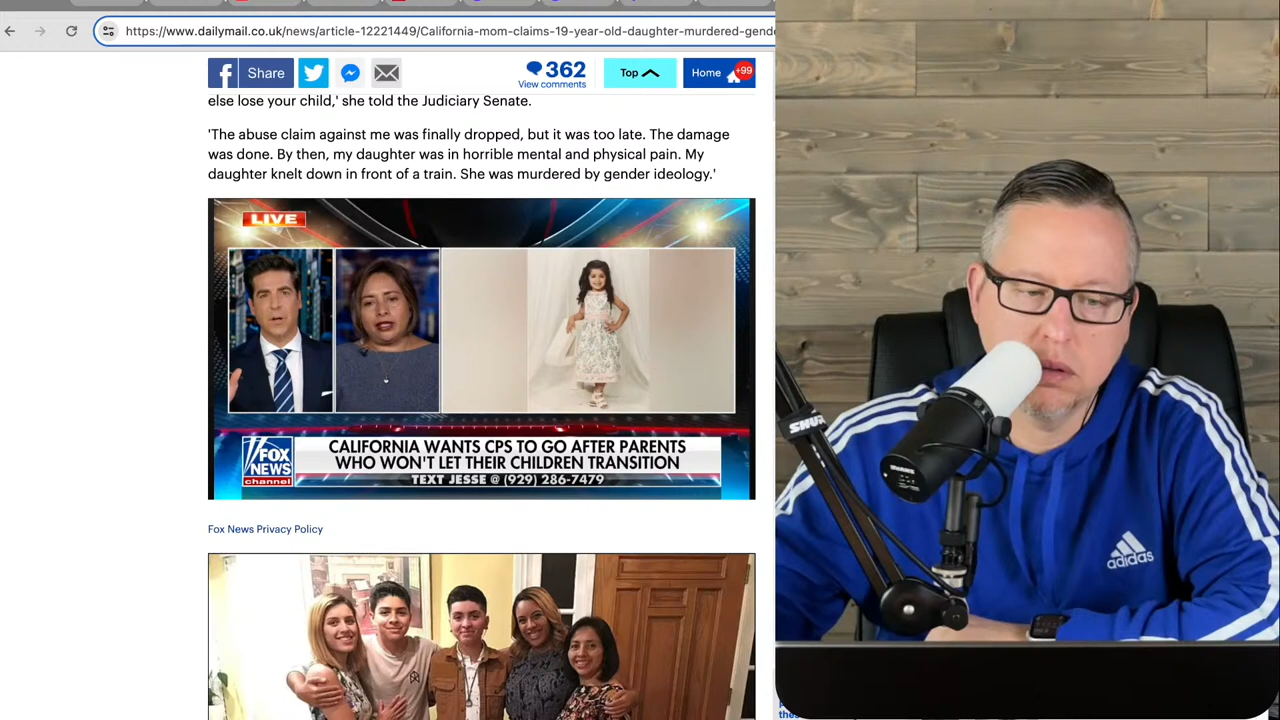 https://www.dailymail.co.uk/news/article-12221449/California-mom-claims-19-year-old-daughter-murdered-gend
f Share
362
View comments
Top
Home
+99
else lose your child,' she told the Judiciary Senate.
'The abuse claim against me was finally dropped, but it was too late. The damage
was done. By then, my daughter was in horrible mental and physical pain. My
daughter knelt down in front of a train. She was murdered by gender ideology.'
LIVE
FOX
NEWS
channel
CALIFORNIA WANTS CPS TO GO AFTER PARENTS
WHO WON'T LET THEIR CHILDREN TRANSITION
TEXT JESSE @ (929) 286-7479
Fox News Privacy Policy
SHURE
adidas